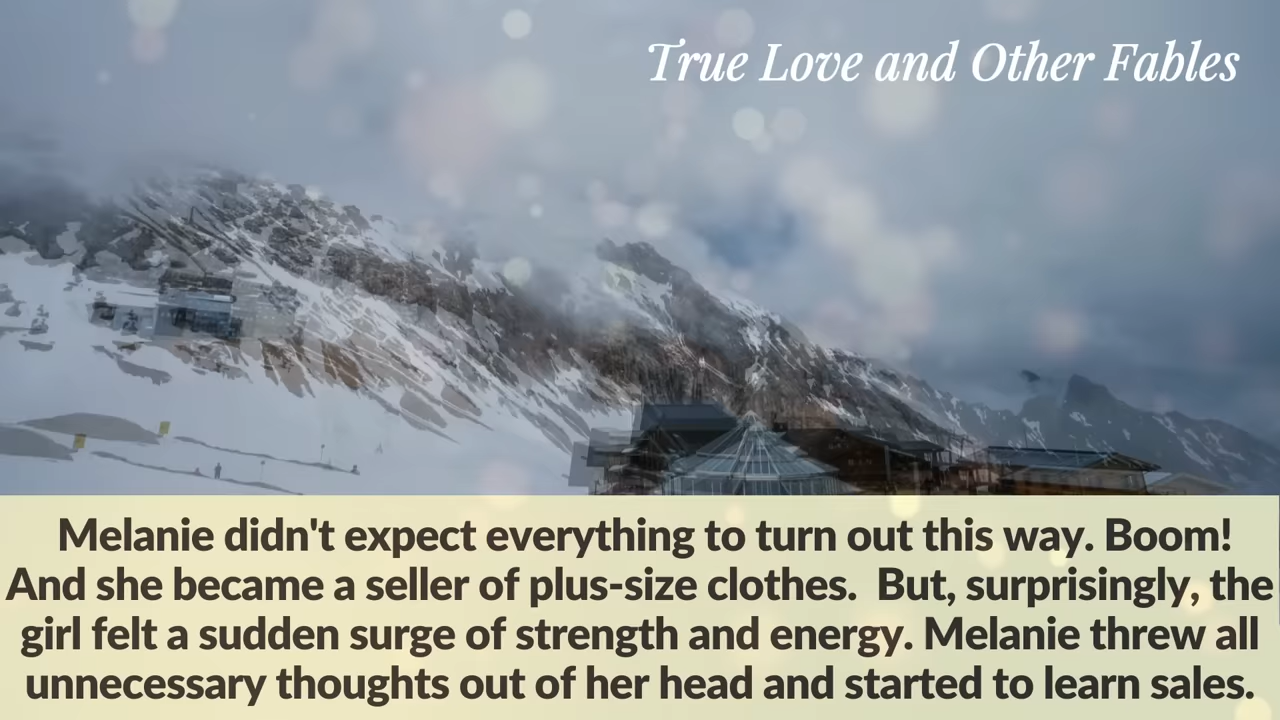 True Love and Other Fables
Melanie didn't expect everything to turn out this way. Boom!
And she became a seller of plus-size clothes.  But, surprisingly, the
girl felt a sudden surge of strength and energy. Melanie threw all
unnecessary thoughts out of her head and started to learn sales.